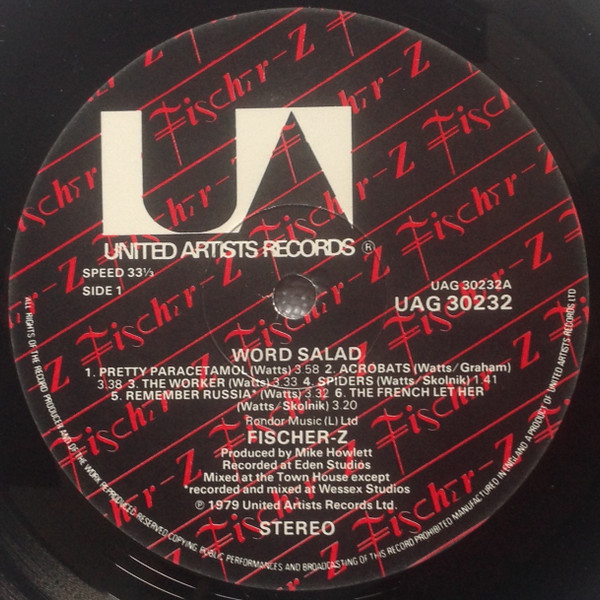 UA
UNITED ARTISTS RECORDS ®
SPEED 33⅓
SIDE 1
UAG 30232A
UAG 30232
WORD SALAD
1. PRETTY PARACETAMOL (Watts) 3 58 2. ACROBATS (Watts/Graham)
3.38 3. THE WORKER (Watts) 3 33 4. SPIDERS (Watts/Skolnik) 1.41
5. REMEMBER RUSSIA* (Watts) 3 32 6. THE FRENCH LET HER
(Watts/Skolnik) 3.20
Rondor Music (L) Ltd
FISCHER-Z
Produced by Mike Howlett
Recorded at Eden Studios
Mixed at the Town House except
*recorded and mixed at Wessex Studios
℗ 1979 United Artists Records Ltd.
STEREO
ALL RIGHTS OF THE RECORD PRODUCER AND OF THE WORK REPRODUCED RESERVED COPYING, PUBLIC PERFORMANCES AND BROADCASTING OF THIS RECORD PROHIBITED MANUFACTURED IN ENGLAND A PRODUCT OF UNITED ARTISTS RECORDS LTD
Fischer-Z